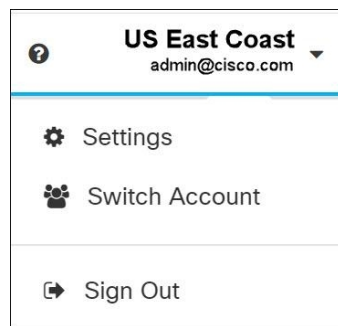 US East Coast
admin@cisco.com
Settings
Switch Account
Sign Out